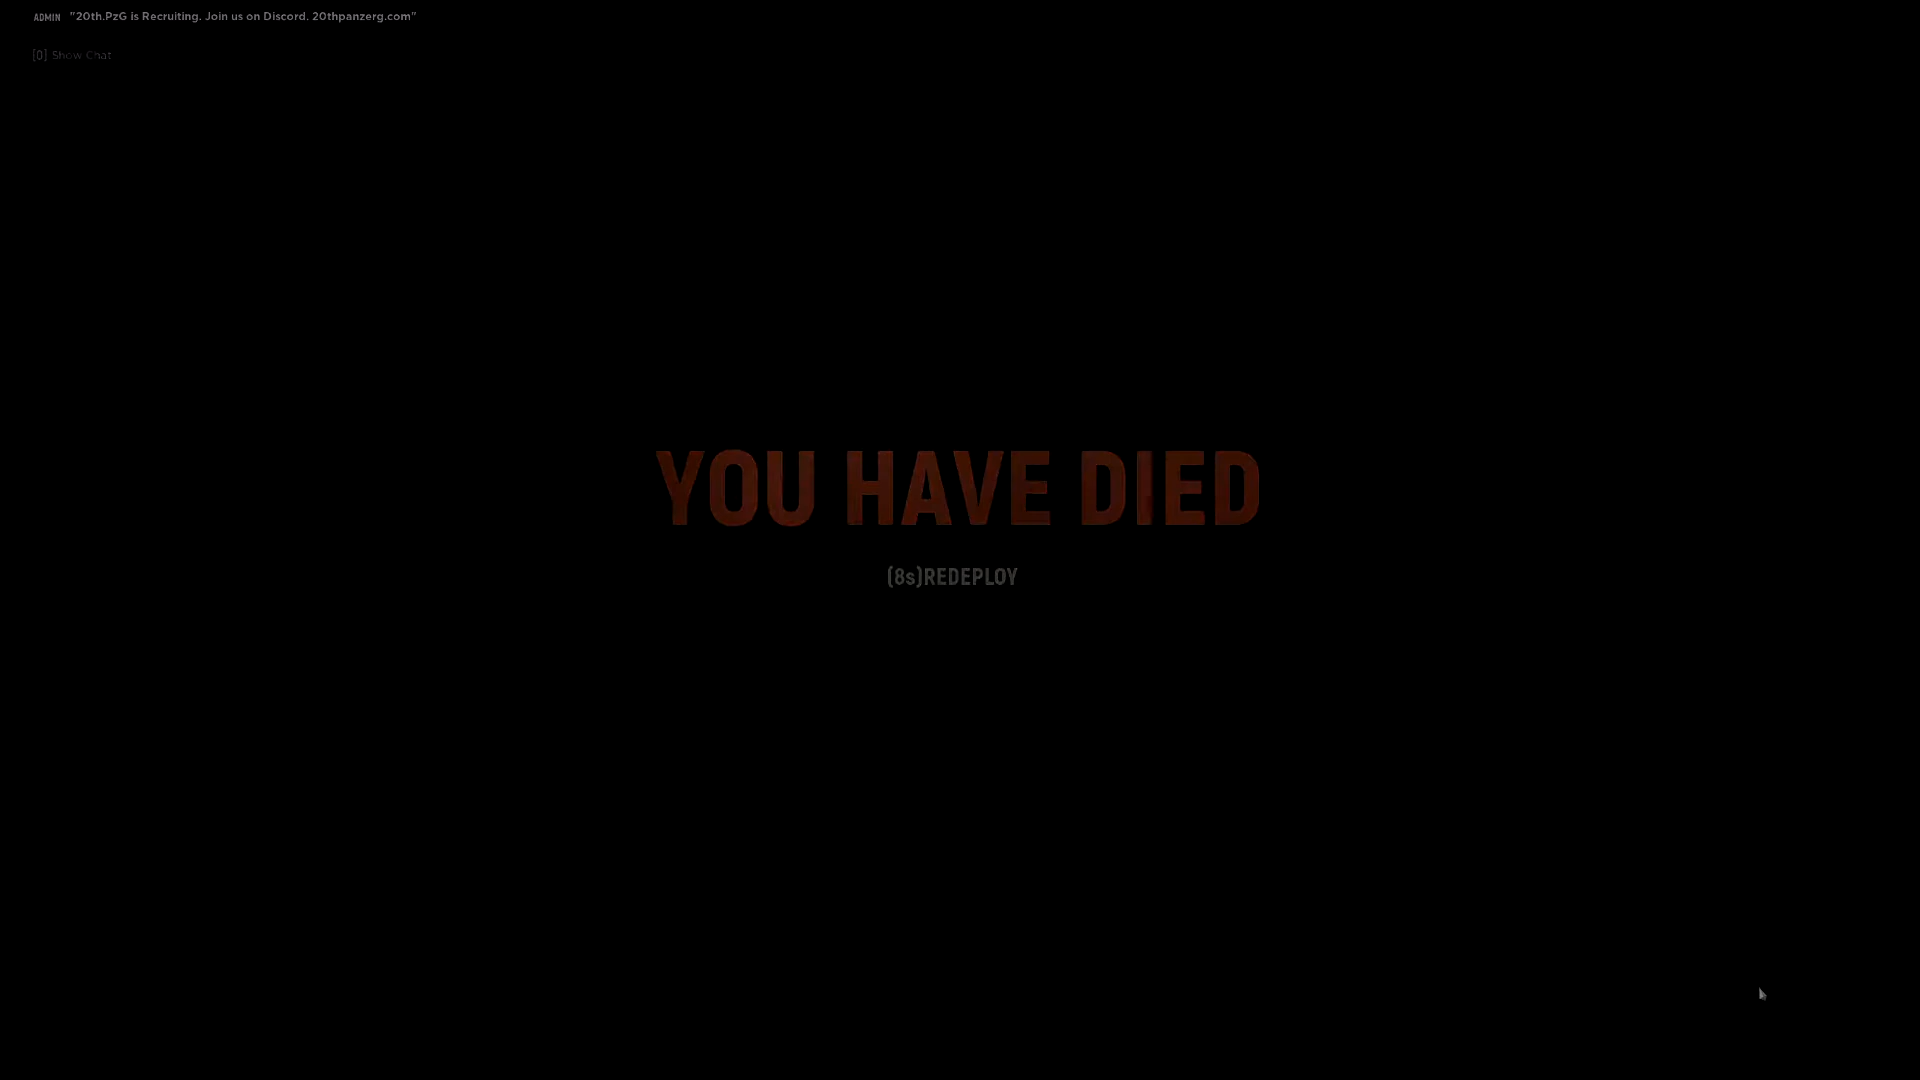 ADMIN "20th.PzG is Recruiting. Join us on Discord. 20thpanzerg.com"
[0] Show Chat
YOU HAVE DIED
(8s)REDEPLOY